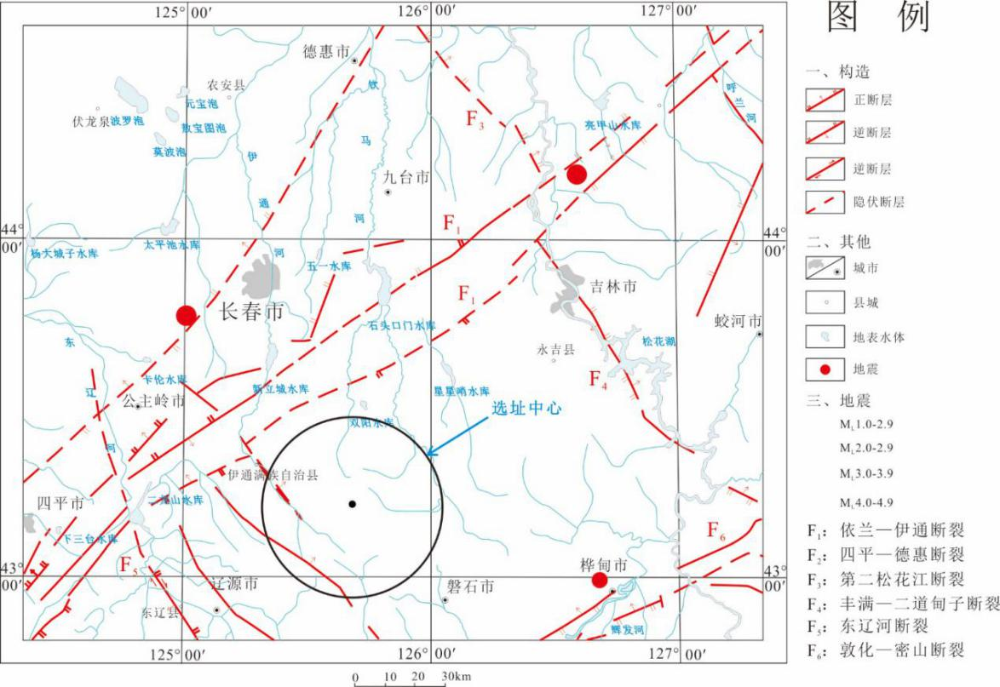 125°00′ 126°00′ 127°00′
德惠市
农安县
钦
呼
兰
河
元宝泡
伏龙泉 波罗泡
敖宝图泡
F3
亮甲山水库
马
莫波泡
伊
九台市
通
河
F1
44°
00′
44°
00′
杨大城子水库
太平池水库
河
五一水库
F1
吉林市
长春市
石头口门水库
蛟河市
东
永吉县
松花湖
卡伦水库
F4
辽
公主岭市
新立城水库
星星哨水库
选址中心
双阳水库
河
伊通满族自治县
四平市
二龙山水库
下三台水库
F6
F5
43°
00′
43°
00′
辽源市
磐石市
桦甸市
东辽县
辉发河
125°00′ 126°00′ 127°00′
0 10 20 30km
图 例
一、构造
正断层
逆断层
逆断层
隐伏断层
二、其他
城市
县城
地表水体
地震
三、地震
ML1.0-2.9
ML2.0-2.9
ML3.0-3.9
ML4.0-4.9
F1：依兰—伊通断裂
F2：四平—德惠断裂
F3：第二松花江断裂
F4：丰满—二道甸子断裂
F5：东辽河断裂
F6：敦化—密山断裂